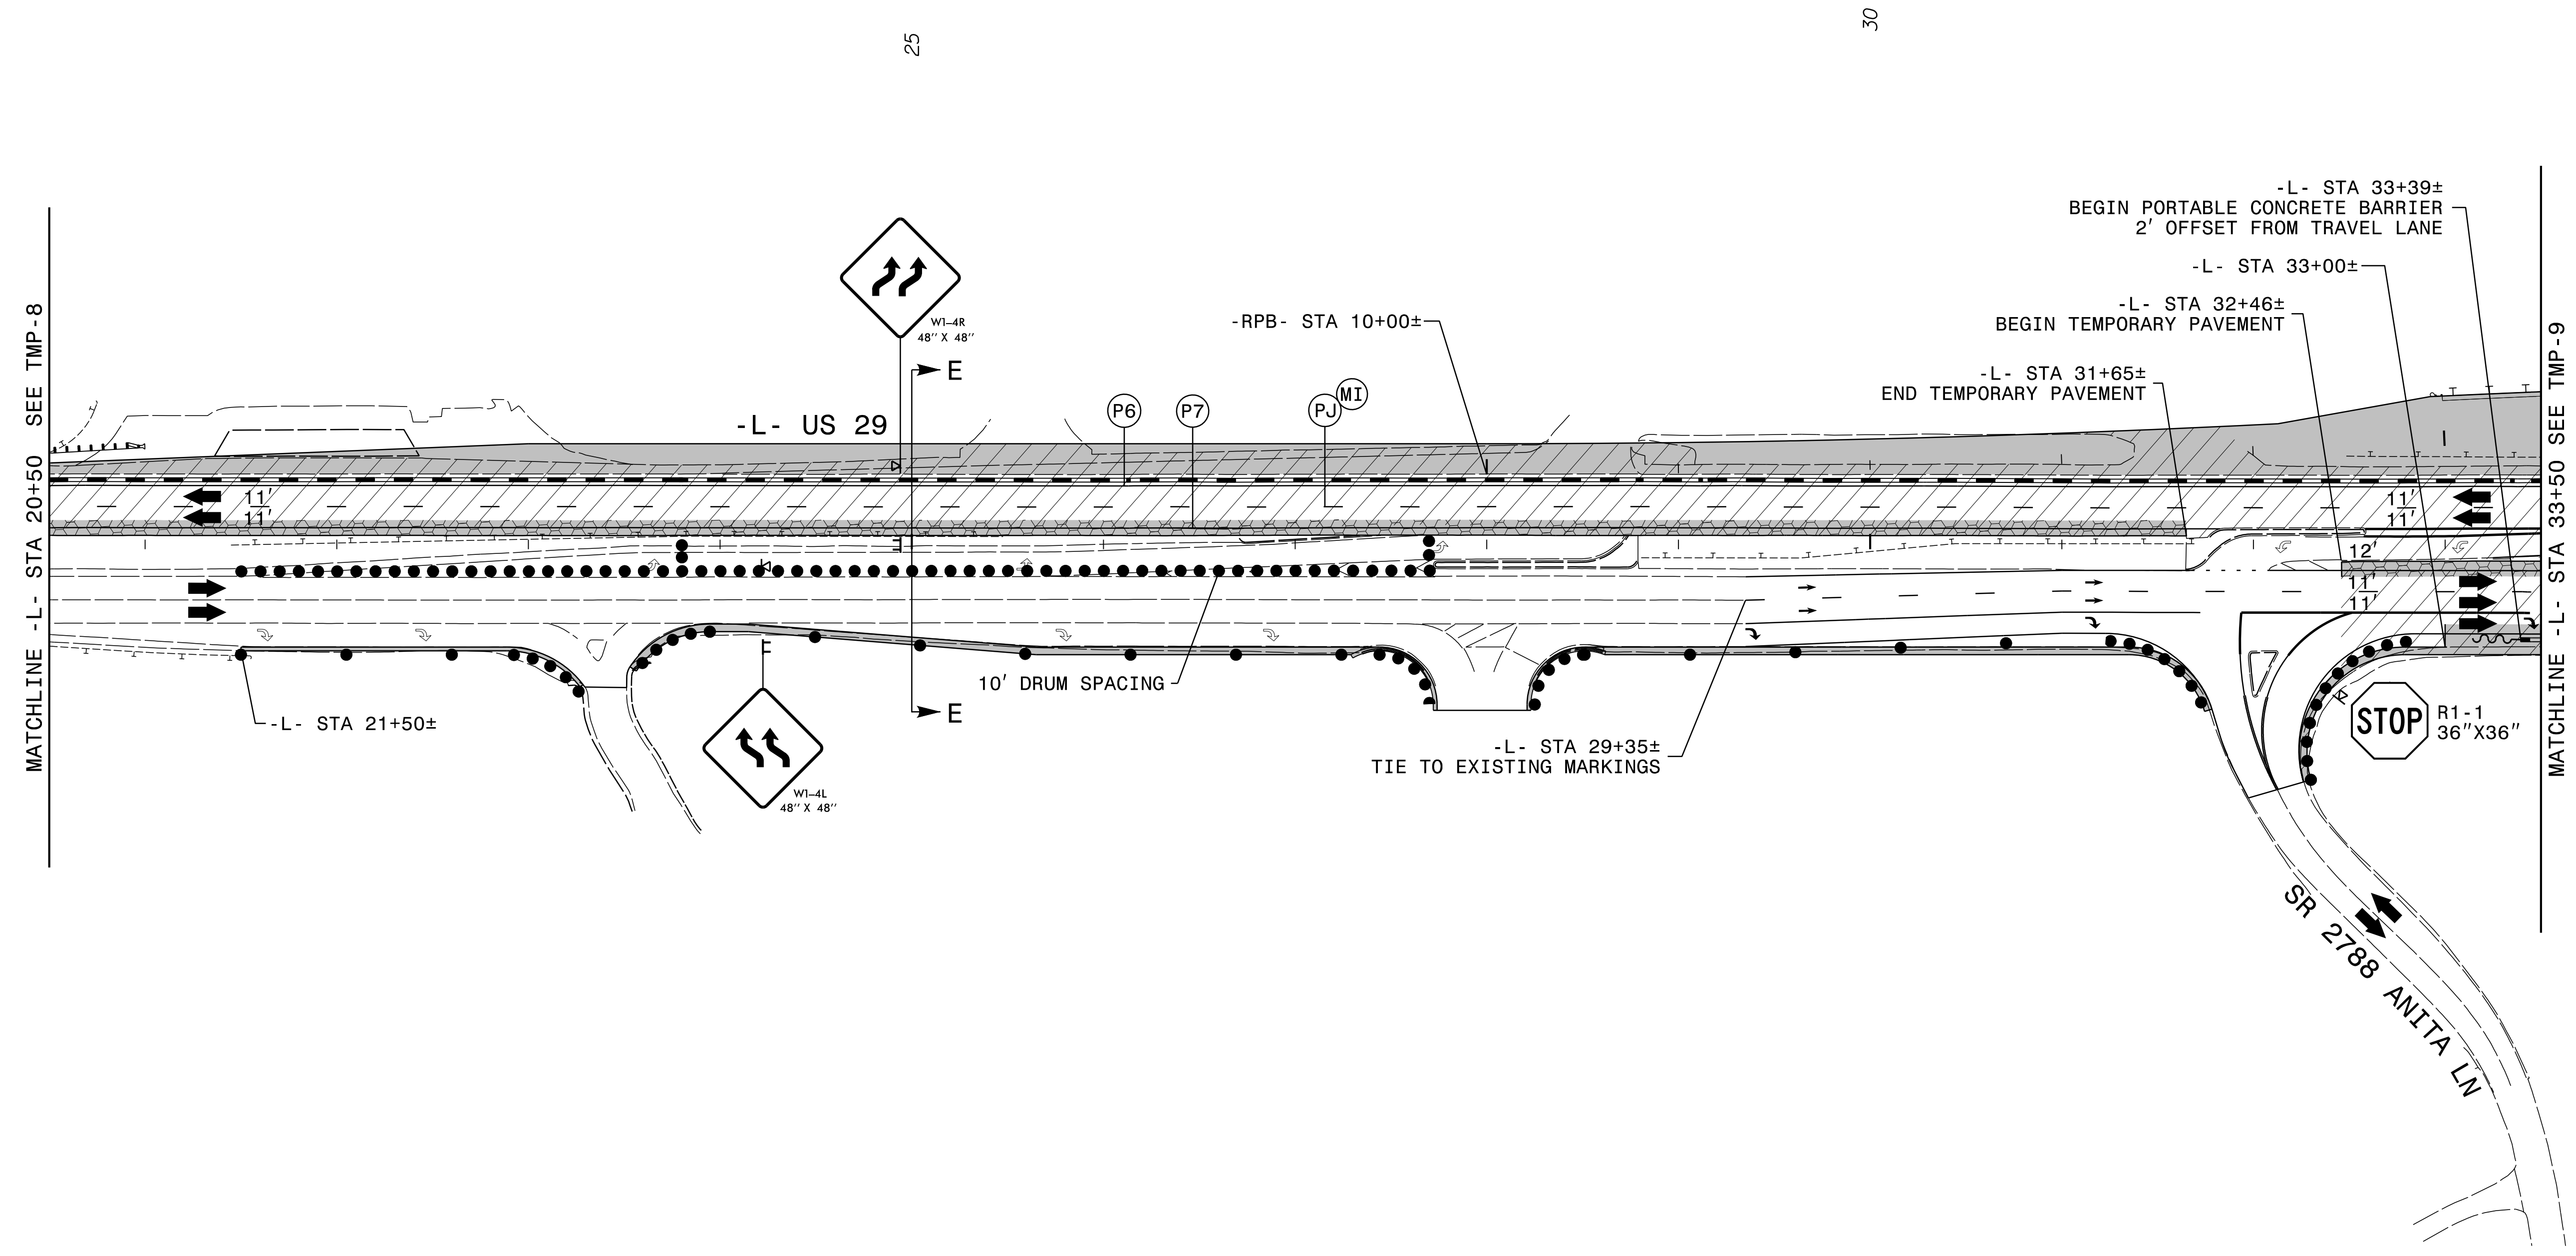 25
30
-L- STA 33+39±
BEGIN PORTABLE CONCRETE BARRIER
2' OFFSET FROM TRAVEL LANE
-L- STA 33+00±
-L- STA 32+46±
BEGIN TEMPORARY PAVEMENT
-L- STA 31+65±
END TEMPORARY PAVEMENT
W1-4R
48" X 48"
-RPB- STA 10+00±
E
P6
P7
PJ
MI
-L- US 29
MATCHLINE -L- STA 20+50 SEE TMP-8
MATCHLINE -L- STA 33+50 SEE TMP-9
11'
11'
11'
11'
12'
11'
11'
10' DRUM SPACING
E
-L- STA 21+50±
W1-4L
48" X 48"
-L- STA 29+35±
TIE TO EXISTING MARKINGS
STOP
R1-1
36"X36"
SR 2788 ANITA LN